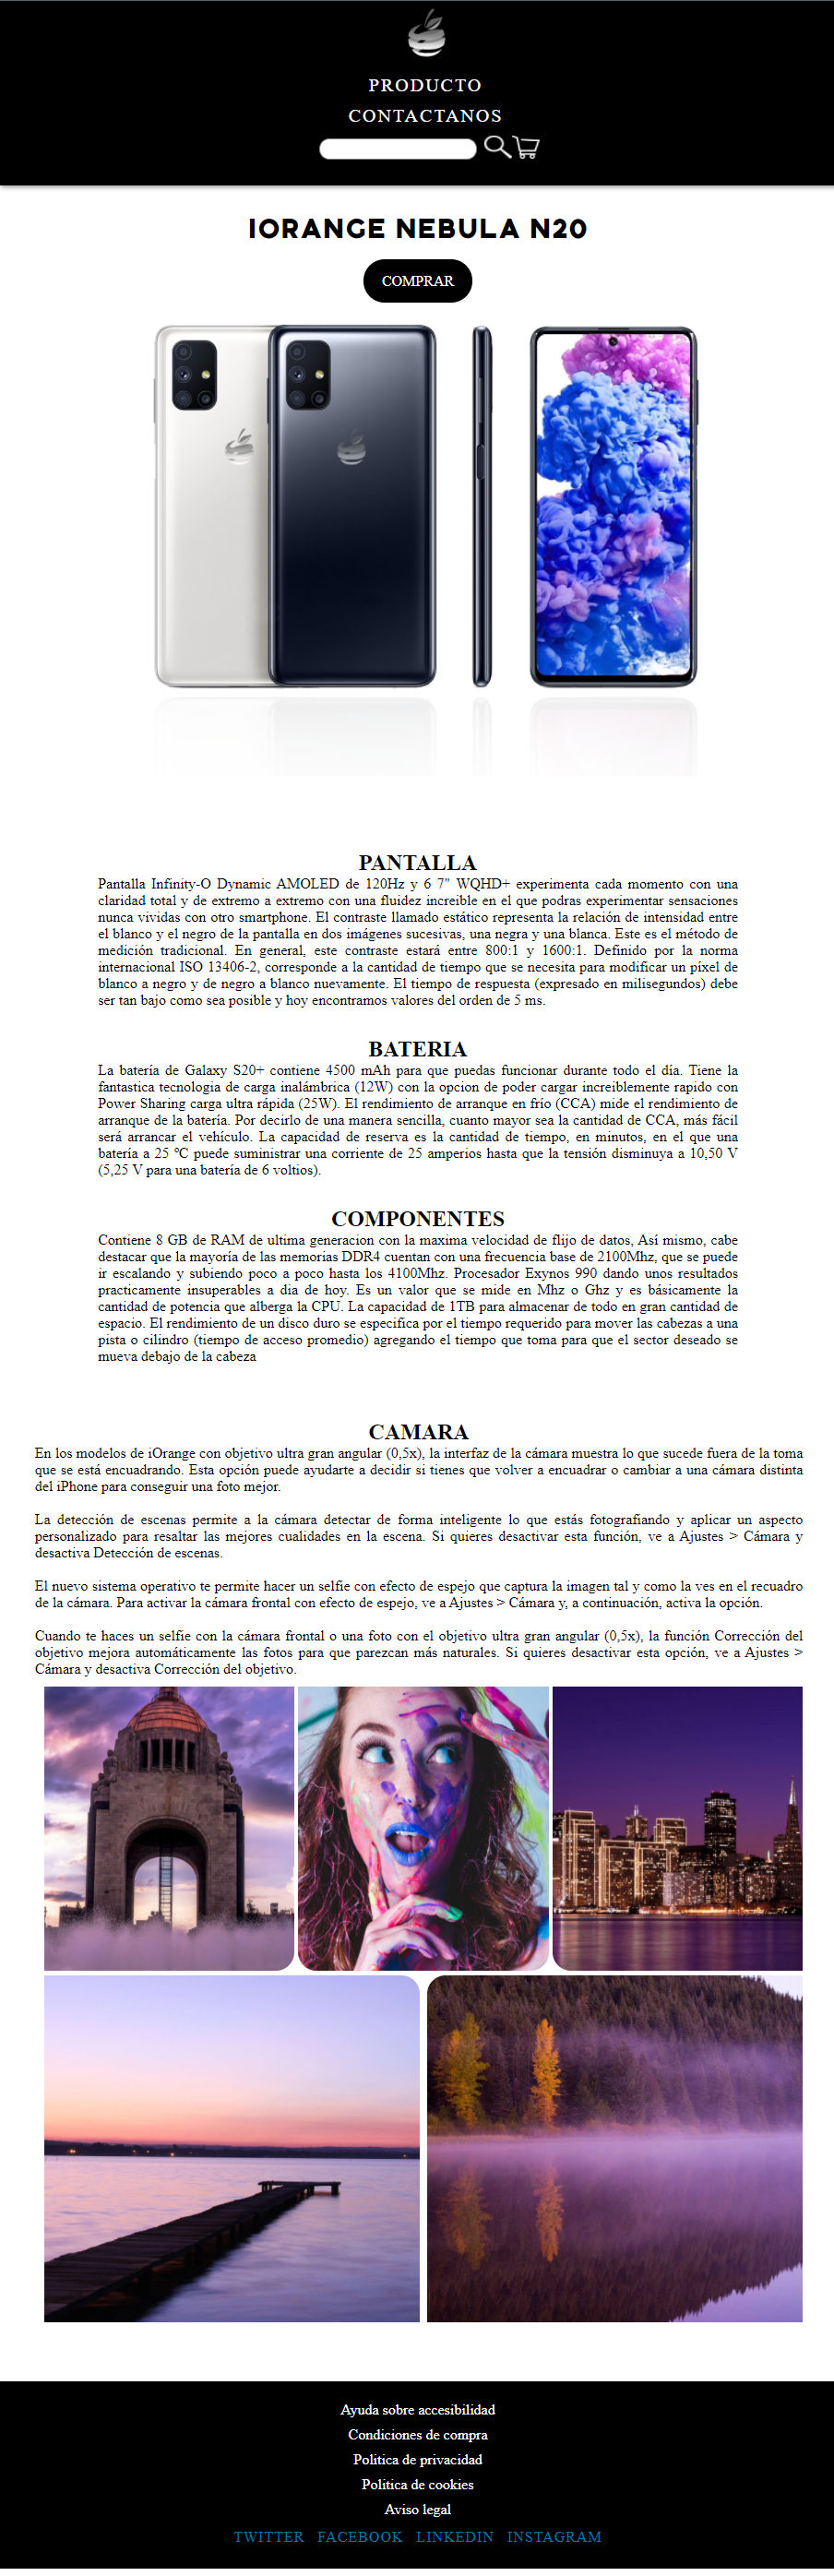 PRODUCTO
CONTACTANOS
IORANGE NEBULA N20
COMPRAR
PANTALLA
Pantalla Infinity-O Dynamic AMOLED de 120Hz y 6 7" WQHD+ experimenta cada momento con una
claridad total y de extremo a extremo con una fluidez increible en el que podras experimentar sensaciones
nunca vividas con otro smartphone. El contraste llamado estático representa la relación de intensidad entre
el blanco y el negro de la pantalla en dos imágenes sucesivas, una negra y una blanca. Este es el método de
medición tradicional. En general, este contraste estará entre 800:1 y 1600:1. Definido por la norma
internacional ISO 13406-2, corresponde a la cantidad de tiempo que se necesita para modificar un píxel de
blanco a negro y de negro a blanco nuevamente. El tiempo de respuesta (expresado en milisegundos) debe
ser tan bajo como sea posible y hoy encontramos valores del orden de 5 ms.
BATERIA
La batería de Galaxy S20+ contiene 4500 mAh para que puedas funcionar durante todo el día. Tiene la
fantastica tecnologia de carga inalámbrica (12W) con la opcion de poder cargar increiblemente rapido con
Power Sharing carga ultra rápida (25W). El rendimiento de arranque en frío (CCA) mide el rendimiento de
arranque de la batería. Por decirlo de una manera sencilla, cuanto mayor sea la cantidad de CCA, más fácil
será arrancar el vehículo. La capacidad de reserva es la cantidad de tiempo, en minutos, en el que una
batería a 25 °C puede suministrar una corriente de 25 amperios hasta que la tensión disminuya a 10,50 V
(5,25 V para una batería de 6 voltios).
COMPONENTES
Contiene 8 GB de RAM de ultima generacion con la maxima velocidad de flijo de datos, Así mismo, cabe
destacar que la mayoría de las memorias DDR4 cuentan con una frecuencia base de 2100Mhz, que se puede
ir escalando y subiendo poco a poco hasta los 4100Mhz. Procesador Exynos 990 dando unos resultados
practicamente insuperables a dia de hoy. Es un valor que se mide en Mhz o Ghz y es básicamente la
cantidad de potencia que alberga la CPU. La capacidad de 1TB para almacenar de todo en gran cantidad de
espacio. El rendimiento de un disco duro se especifica por el tiempo requerido para mover las cabezas a una
pista o cilindro (tiempo de acceso promedio) agregando el tiempo que toma para que el sector deseado se
mueva debajo de la cabeza
CAMARA
En los modelos de iOrange con objetivo ultra gran angular (0,5x), la interfaz de la cámara muestra lo que sucede fuera de la toma
que se está encuadrando. Esta opción puede ayudarte a decidir si tienes que volver a encuadrar o cambiar a una cámara distinta
del iPhone para conseguir una foto mejor.
La detección de escenas permite a la cámara detectar de forma inteligente lo que estás fotografiando y aplicar un aspecto
personalizado para resaltar las mejores cualidades en la escena. Si quieres desactivar esta función, ve a Ajustes > Cámara y
desactiva Detección de escenas.
El nuevo sistema operativo te permite hacer un selfie con efecto de espejo que captura la imagen tal y como la ves en el recuadro
de la cámara. Para activar la cámara frontal con efecto de espejo, ve a Ajustes > Cámara y, a continuación, activa la opción.
Cuando te haces un selfie con la cámara frontal o una foto con el objetivo ultra gran angular (0,5x), la función Corrección del
objetivo mejora automáticamente las fotos para que parezcan más naturales. Si quieres desactivar esta opción, ve a Ajustes >
Cámara y desactiva Corrección del objetivo.
Ayuda sobre accesibilidad
Condiciones de compra
Politica de privacidad
Politica de cookies
Aviso legal
TWITTER FACEBOOK LINKEDIN INSTAGRAM